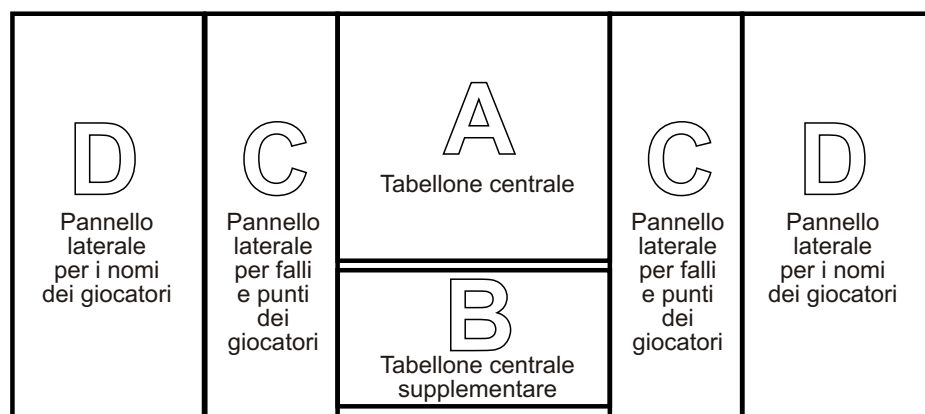 D
Pannello
laterale
per i nomi
dei giocatori
C
Pannello
laterale
per falli
e punti
dei
giocatori
A
Tabellone centrale
B
Tabellone centrale
supplementare
C
Pannello
laterale
per falli
e punti
dei
giocatori
D
Pannello
laterale
per i nomi
dei giocatori